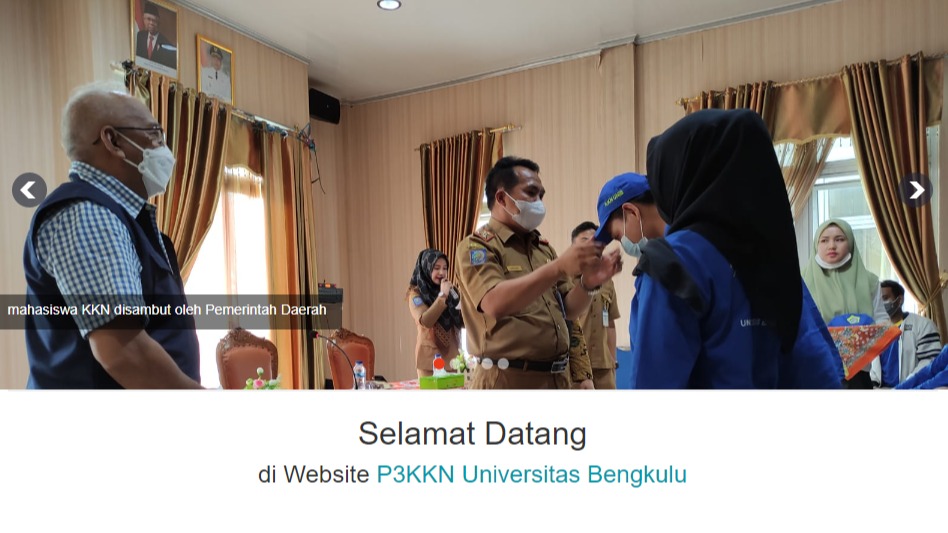 mahasiswa KKN disambut oleh Pemerintah Daerah
Selamat Datang
di Website P3KKN Universitas Bengkulu